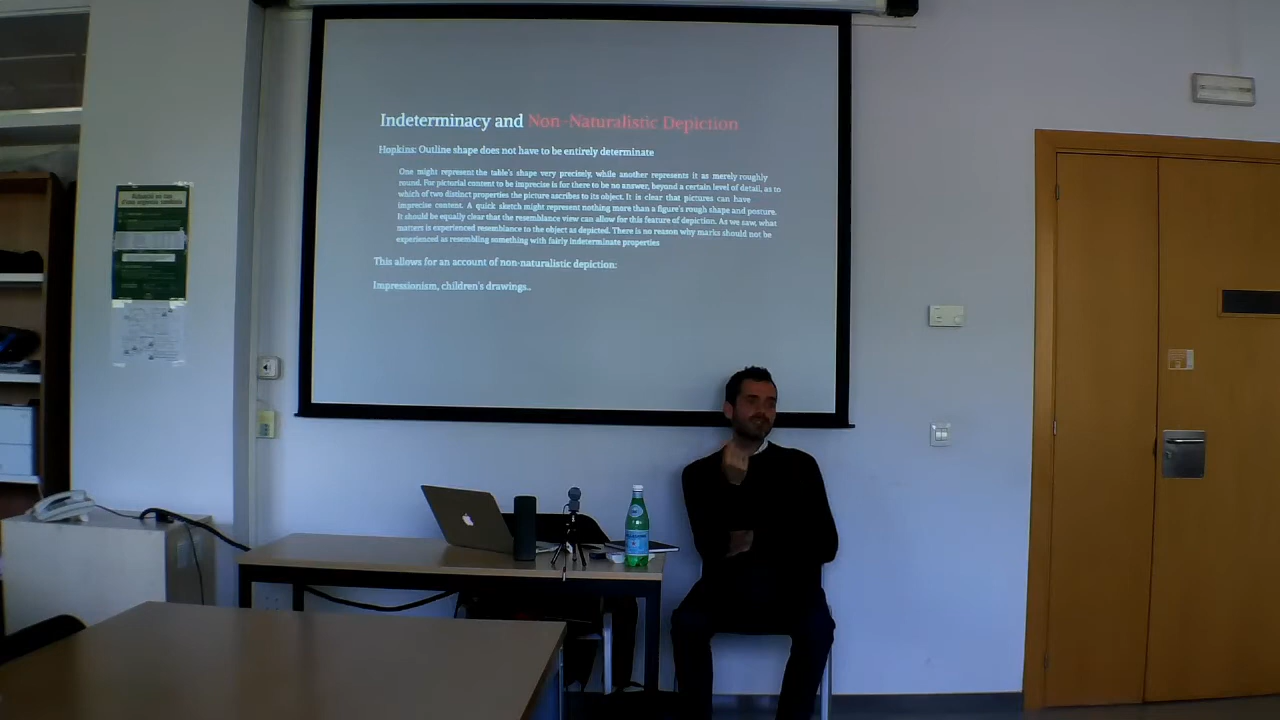 Indeterminacy and Non-Naturalistic Depiction
Hopkins: Outline shape does not have to be entirely determinate
One might represent the table's shape very precisely, while another represents it as merely roughly
round. For pictorial content to be imprecise is for there to be no answer, beyond a certain level of detail, as to
which of two distinct properties the picture ascribes to its object. It is clear that pictures can have
imprecise content. A quick sketch might represent nothing more than a figure's rough shape and posture.
It should be equally clear that the resemblance view can allow for this feature of depiction. As we saw, what
matters is experienced resemblance to the object as depicted. There is no reason why marks should not be
experienced as resembling something with fairly indeterminate properties
This allows for an account of non-naturalistic depiction:
Impressionism, children's drawings..